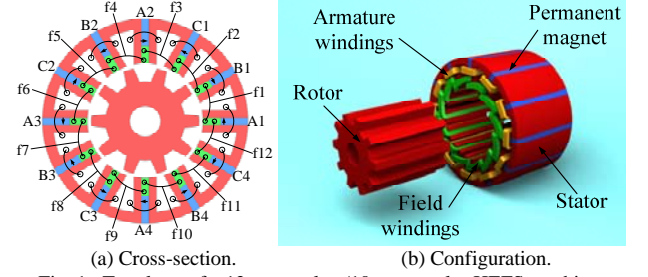 A2
f4
f3
B2
C1
f5
f2
C2
B1
f6
f1
A3
A1
f7
f12
B3
C4
f8
f11
C3
B4
f9
A4
f10
(a) Cross-section.
Armature
windings
Permanent
magnet
Rotor
Field
windings
Stator
(b) Configuration.